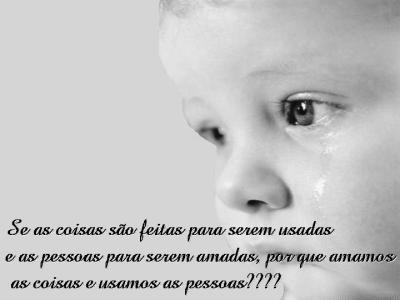 Se as coisas são feitas para serem usadas
e as pessoas para serem amadas, por que amamos
as coisas e usamos as pessoas????